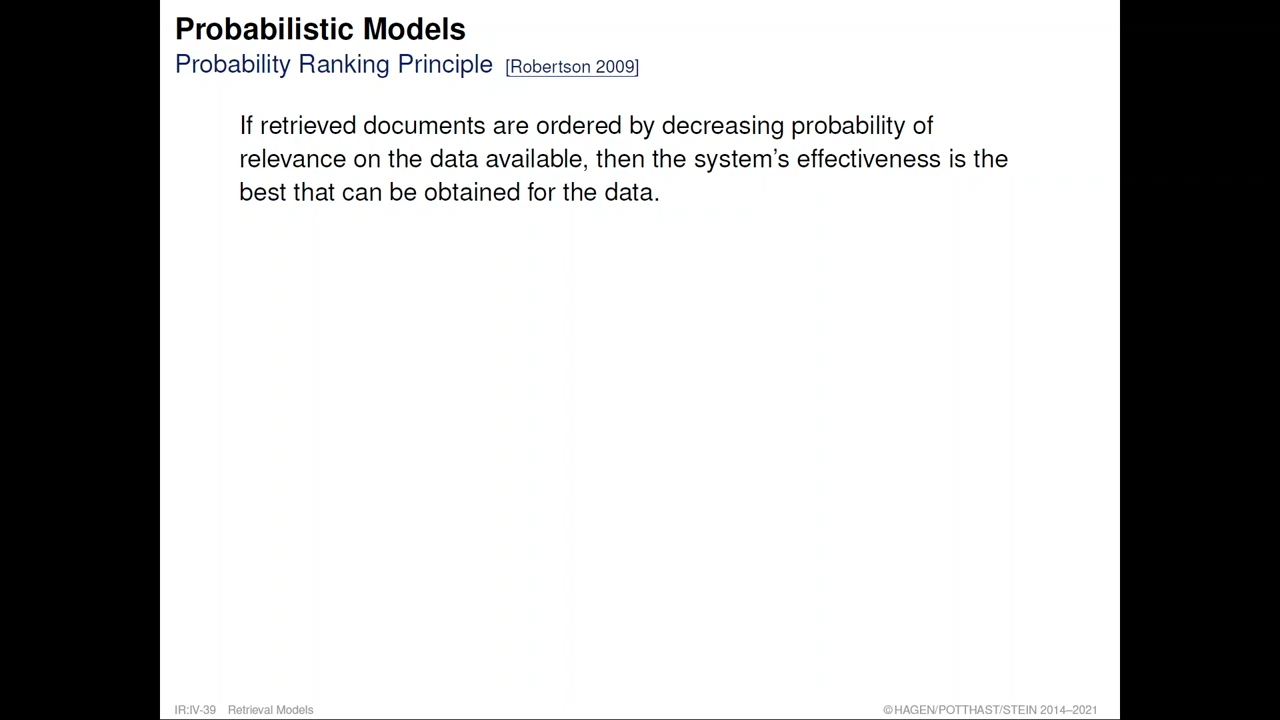 Probabilistic Models
Probability Ranking Principle [Robertson 2009]
If retrieved documents are ordered by decreasing probability of
relevance on the data available, then the system’s effectiveness is the
best that can be obtained for the data.
IR:IV-39 Retrieval Models ©HAGEN/POTTHAST/STEIN 2014–2021